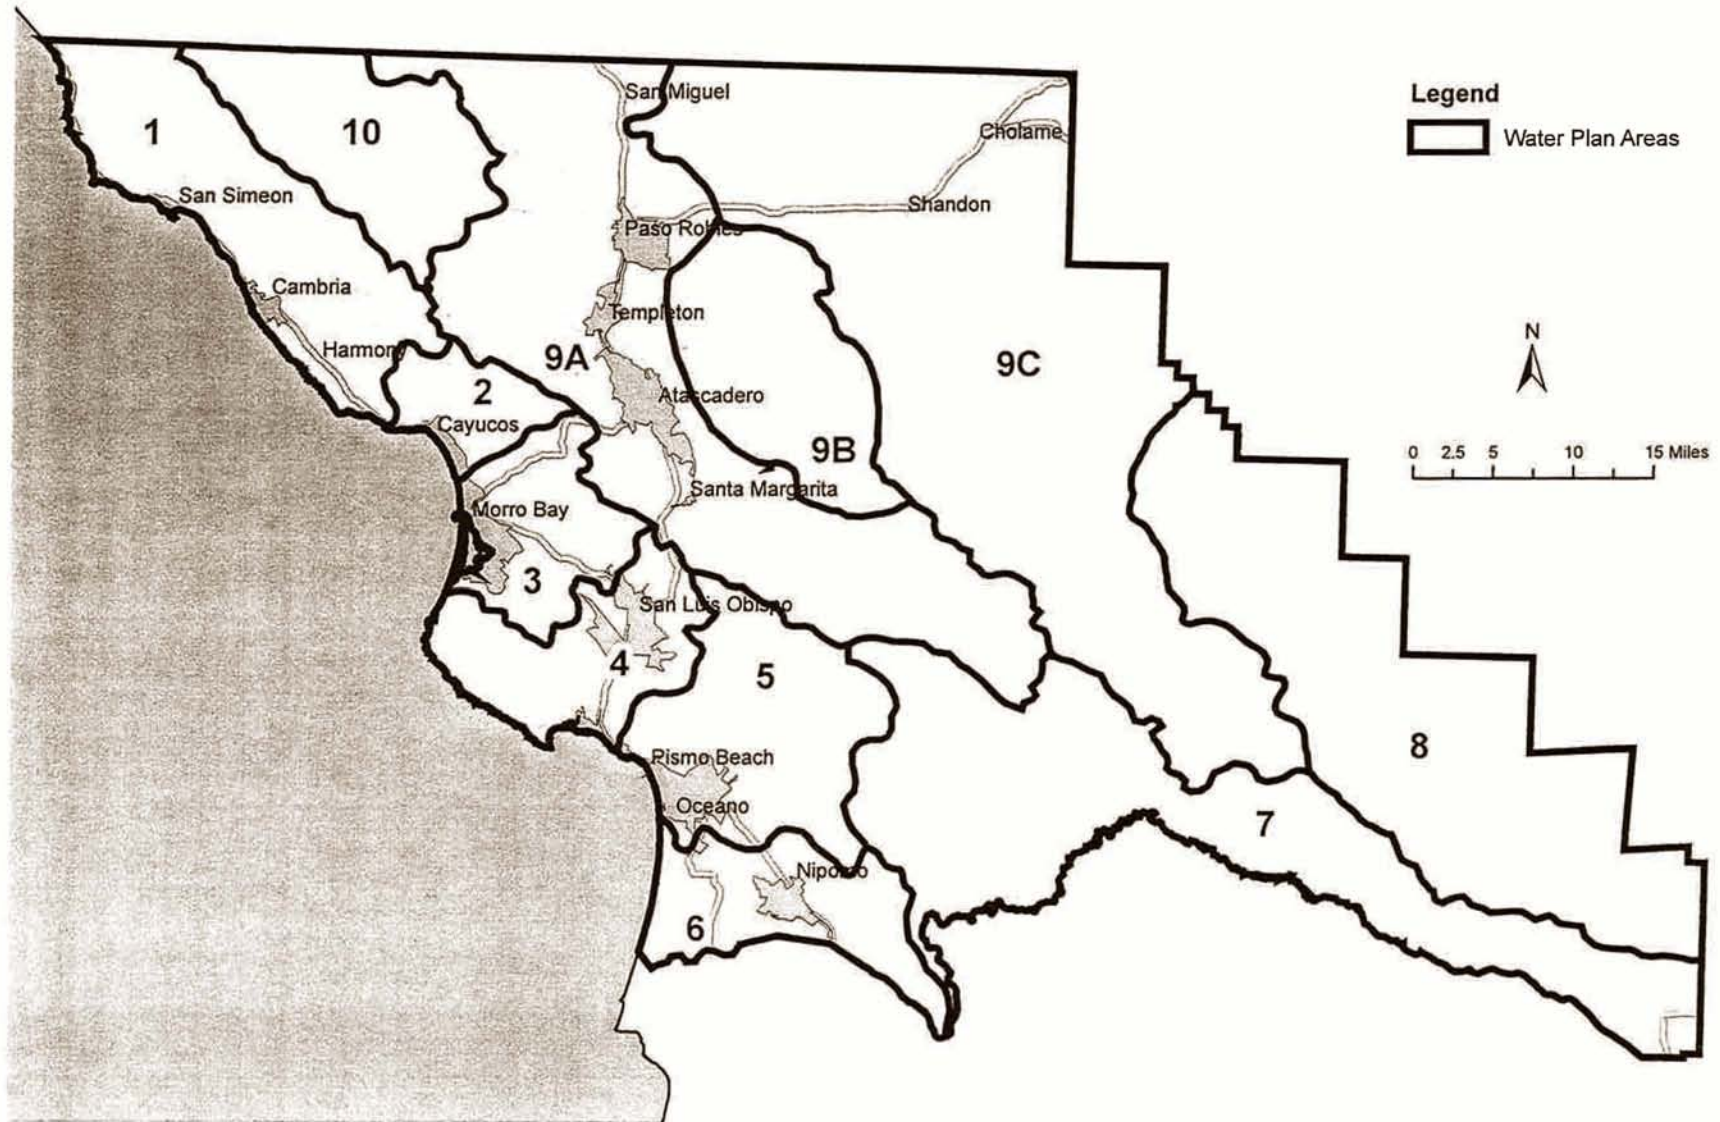 San Miguel
Legend
1
10
Cholame
Water Plan Areas
San Simeon
Shandon
Paso Robles
Cambria
Templeton
N
Harmony
9A
9C
2
Atascadero
Cayucos
9B
0 2.5 5 10 15 Miles
Santa Margarita
Morro Bay
3
San Luis Obispo
4
5
8
Pismo Beach
Oceano
7
Nipomo
6